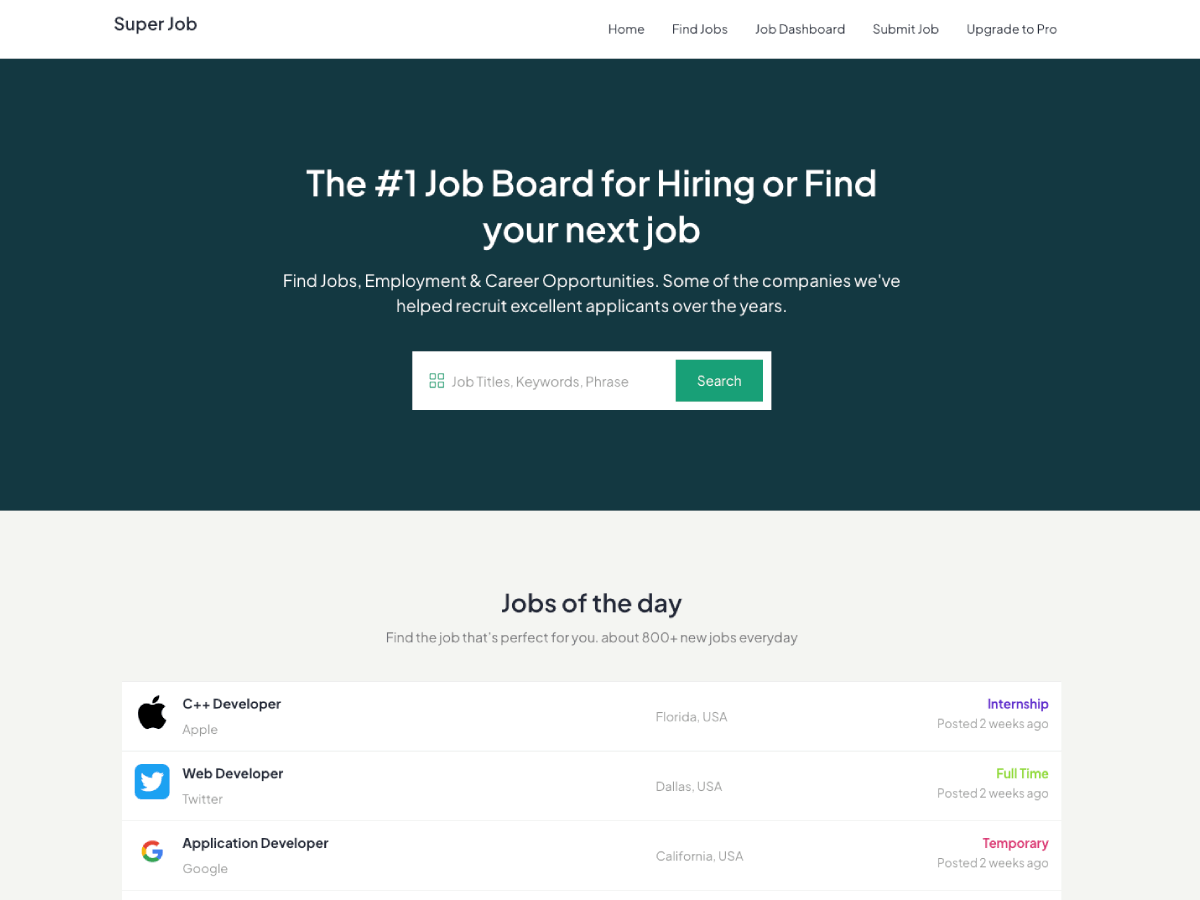 Super Job
Home Find Jobs Job Dashboard Submit Job Upgrade to Pro
The #1 Job Board for Hiring or Find
your next job
Find Jobs, Employment & Career Opportunities. Some of the companies we've
helped recruit excellent applicants over the years.
Job Titles, Keywords, Phrase Search
Jobs of the day
Find the job that's perfect for you. about 800+ new jobs everyday
C++ Developer
Apple
Florida, USA
Internship
Posted 2 weeks ago
Web Developer
Twitter
Dallas, USA
Full Time
Posted 2 weeks ago
Application Developer
Google
California, USA
Temporary
Posted 2 weeks ago